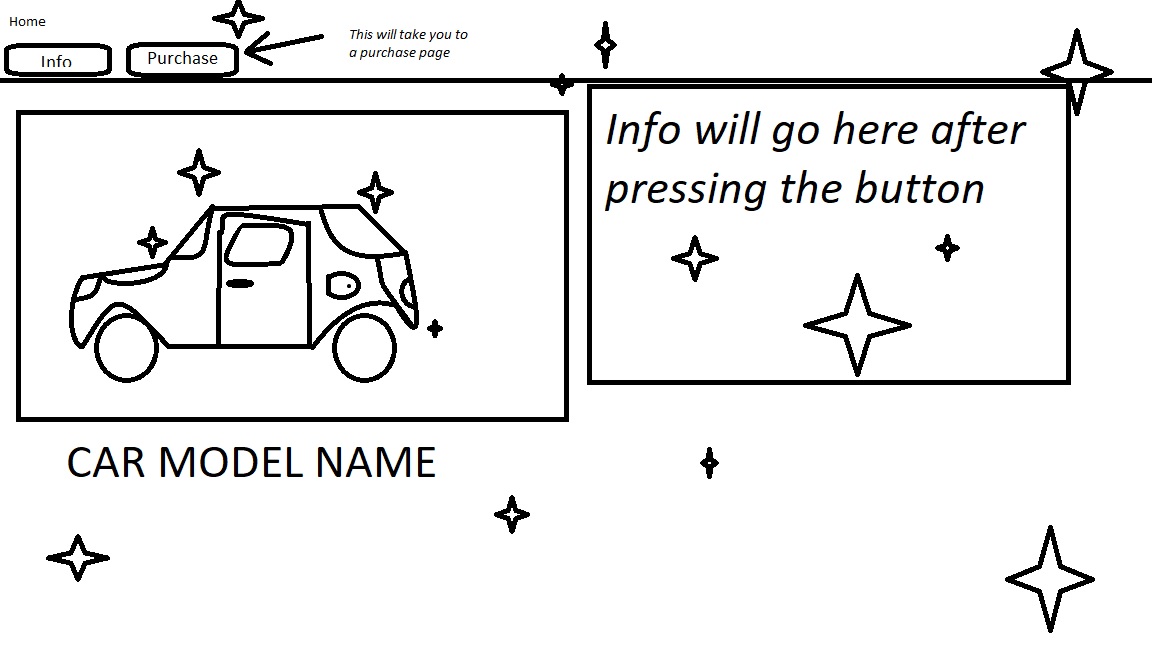 Home
Info
Purchase
This will take you to
a purchase page
Info will go here after
pressing the button
CAR MODEL NAME